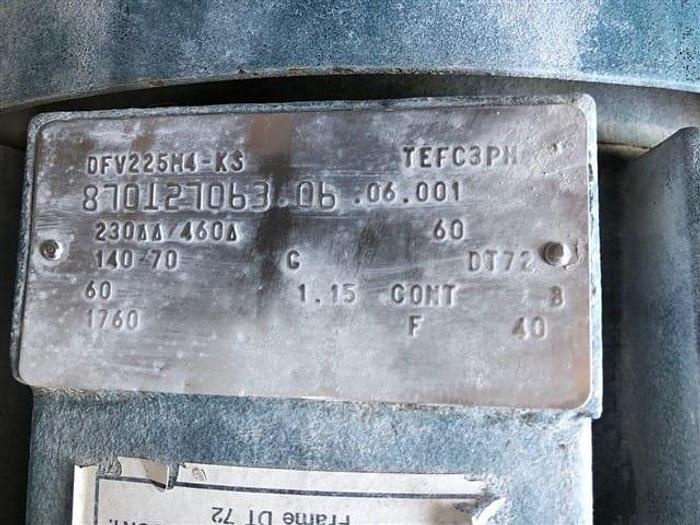 DFV225M4-KS TEFC3PH
870127063.06.06.001
230ΔΔ/460Δ 60
140-70 C DT72
60 1.15 CONT B
1760 F 40
Frame DT 72